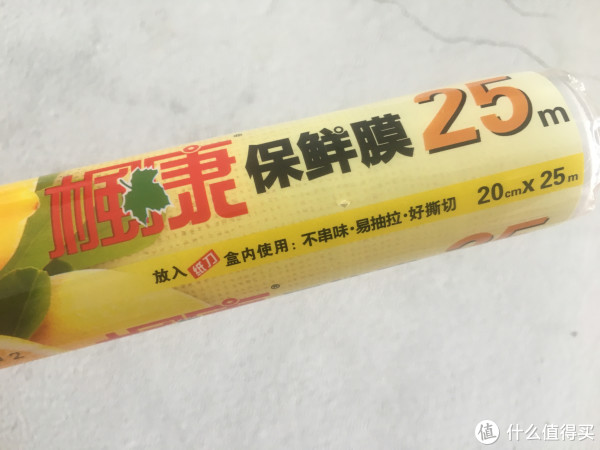 楓康 保鲜膜 25m
放入纸刀盒内使用：不串味·易抽拉·好撕切 20cm x 25m
值 什么值得买